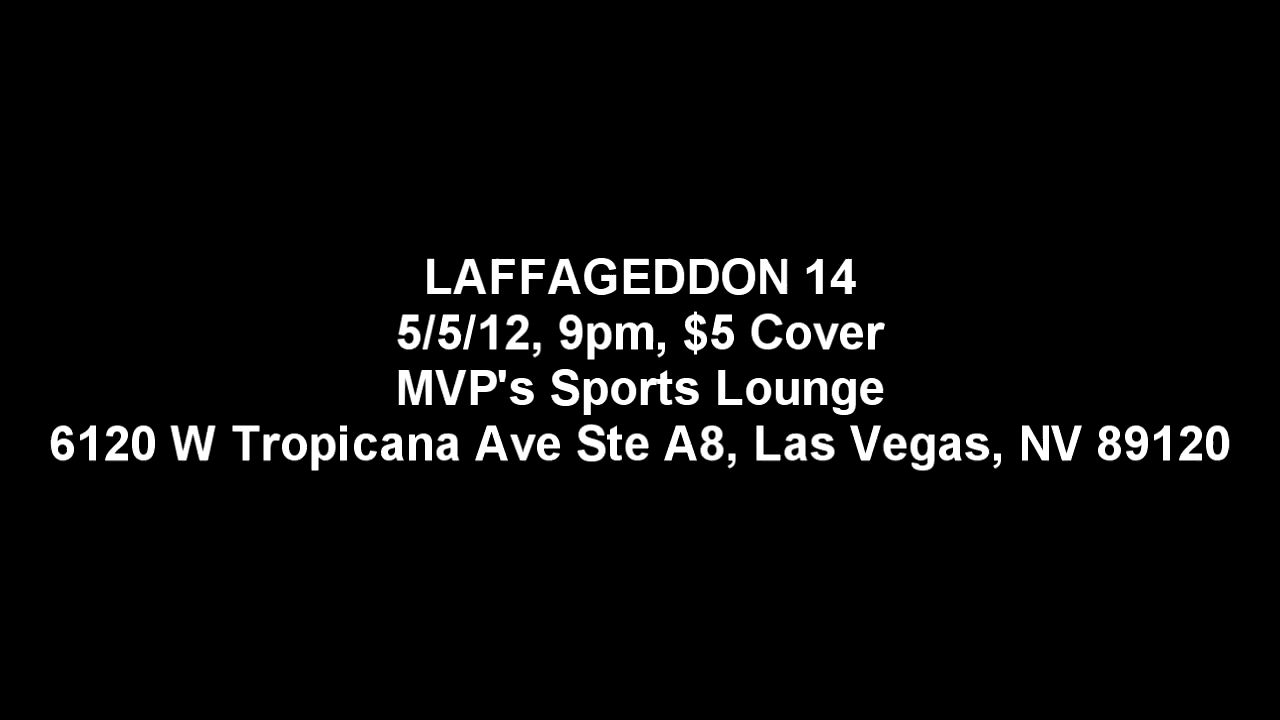 LAFFAGEDDON 14
5/5/12, 9pm, $5 Cover
MVP's Sports Lounge
6120 W Tropicana Ave Ste A8, Las Vegas, NV 89120